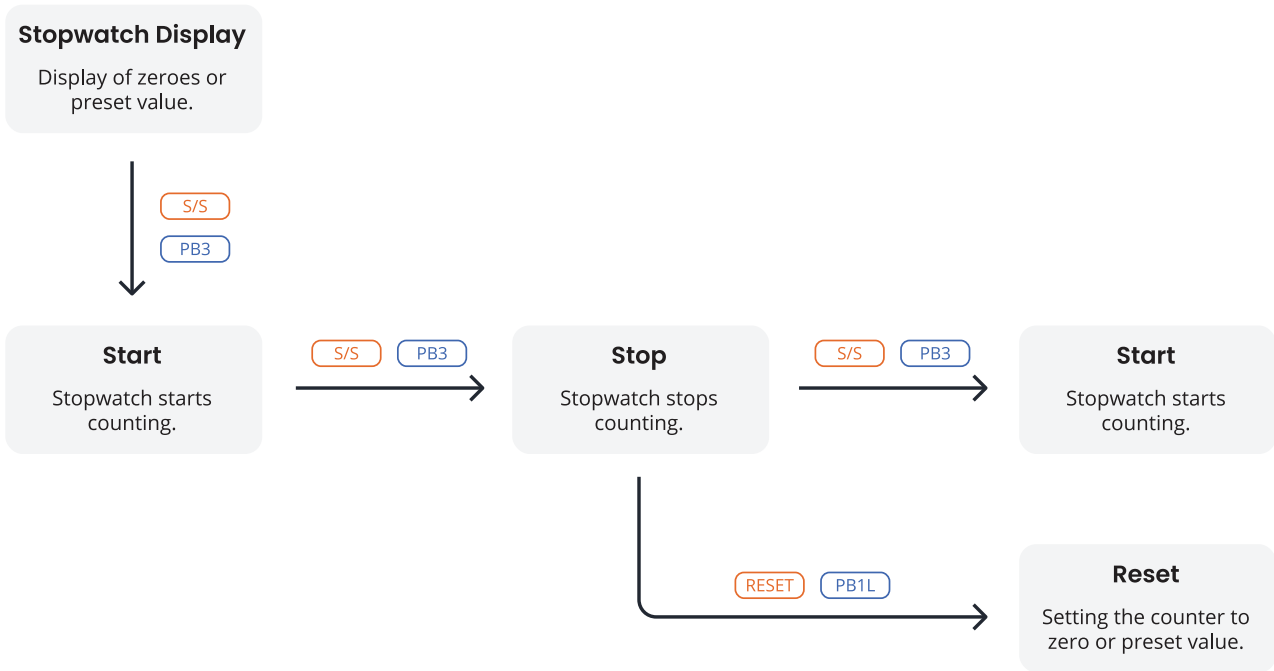 Stopwatch Display
Display of zeroes or
preset value.
S/S
PB3
Start
Stopwatch starts
counting.
S/S PB3
Stop
Stopwatch stops
counting.
S/S PB3
Start
Stopwatch starts
counting.
RESET PB1L
Reset
Setting the counter to
zero or preset value.